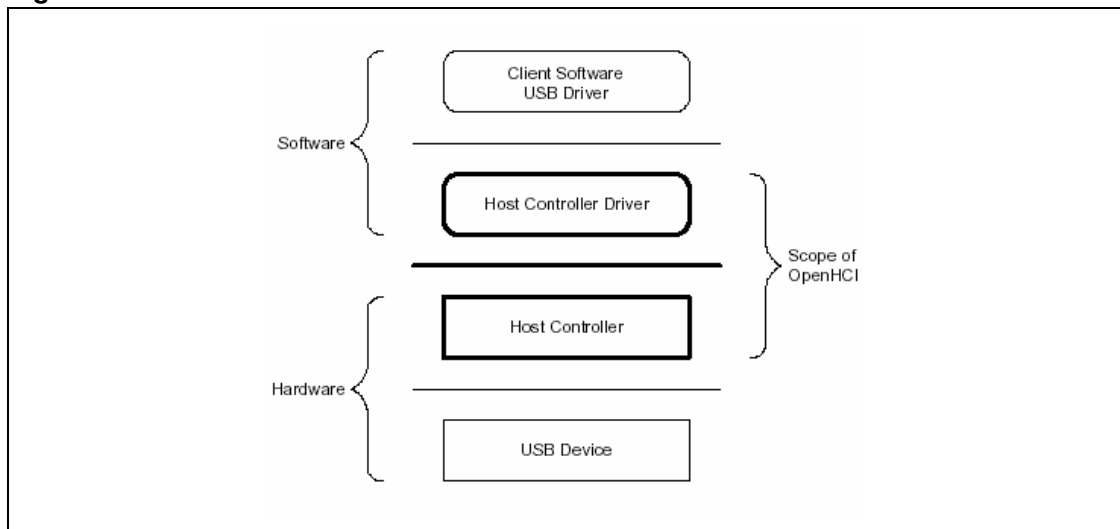 Client Software
USB Driver
Software
Host Controller Driver
Scope of
OpenHCI
Host Controller
Hardware
USB Device